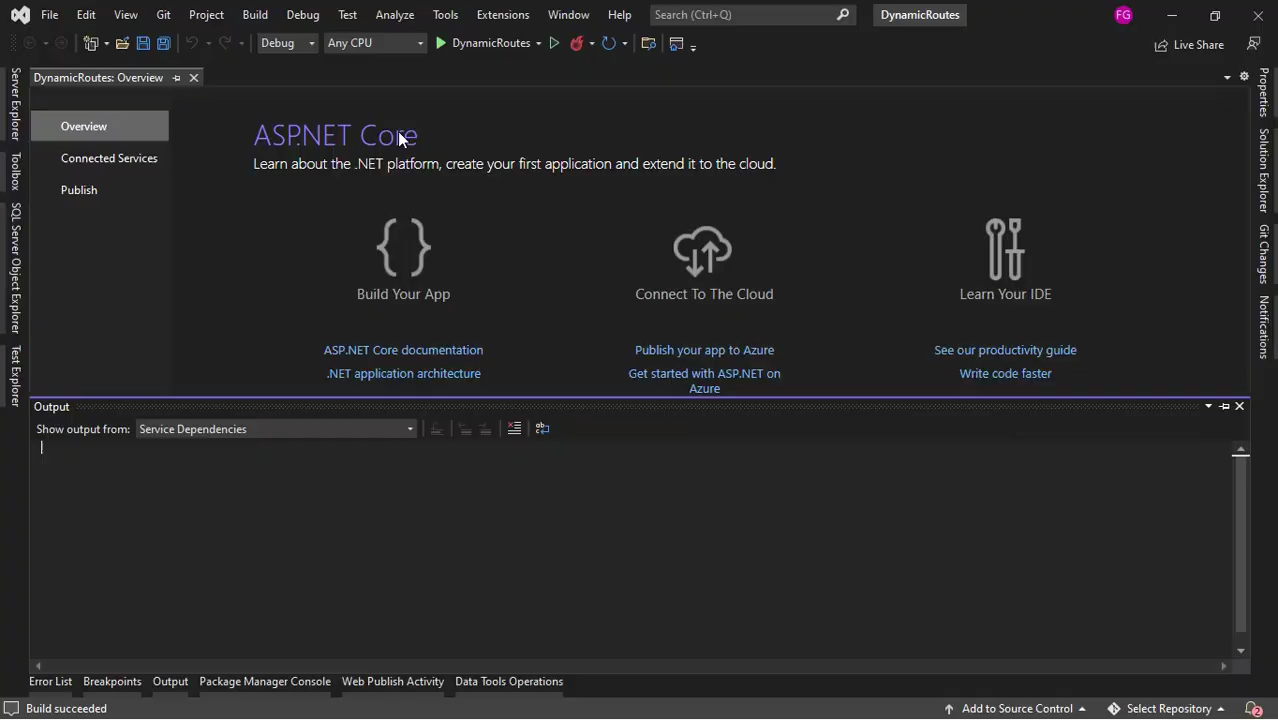 File Edit View Git Project Build Debug Test Analyze Tools Extensions Window Help Search (Ctrl+Q) DynamicRoutes FG
Debug Any CPU DynamicRoutes Live Share
DynamicRoutes: Overview
Server Explorer
Toolbox
SQL Server Object Explorer
Test Explorer
Overview
Connected Services
Publish
ASP.NET Core
Learn about the .NET platform, create your first application and extend it to the cloud.
Build Your App
ASP.NET Core documentation
.NET application architecture
Connect To The Cloud
Publish your app to Azure
Get started with ASP.NET on
Azure
Learn Your IDE
See our productivity guide
Write code faster
Properties
Solution Explorer
Git Changes
Notifications
Output
Show output from: Service Dependencies
Error List Breakpoints Output Package Manager Console Web Publish Activity Data Tools Operations
Build succeeded Add to Source Control Select Repository 2